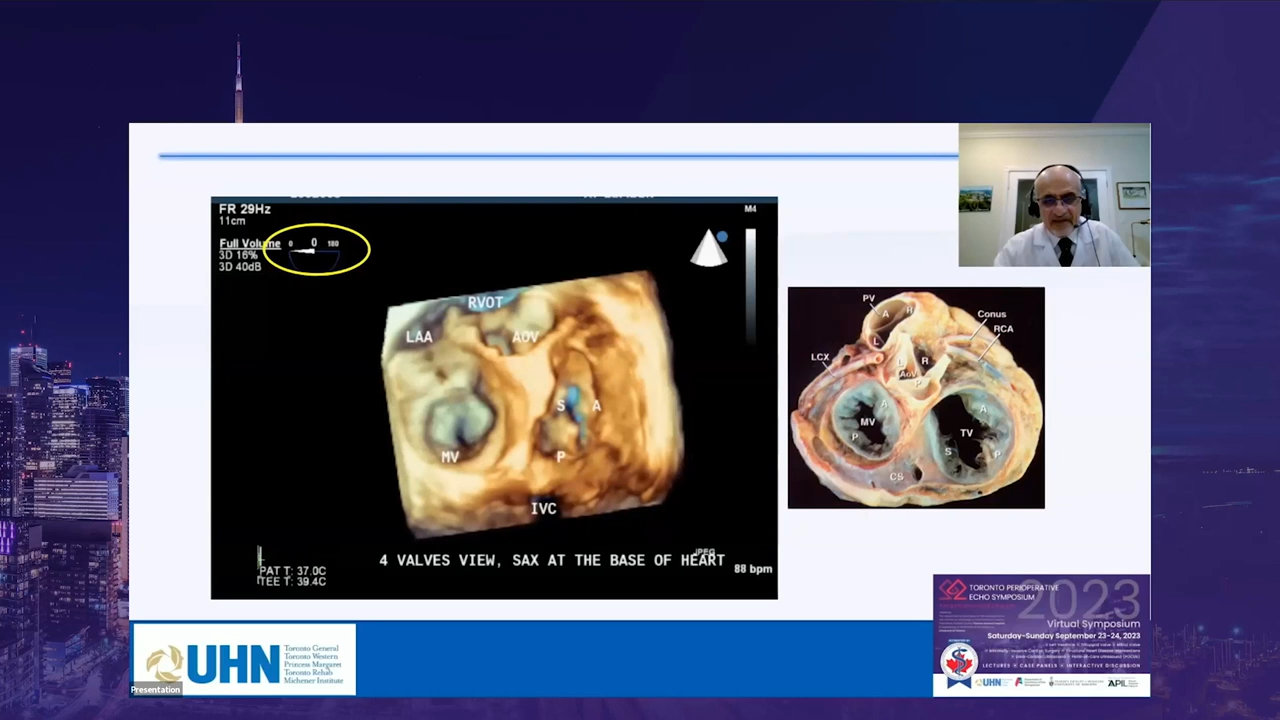 FR 29Hz
11cm
Full Volume
3D 16%
3D 40dB
0 0 180
M4
RVOT
LAA
AOV
S A
MV
P
IVC
4 VALVES VIEW, SAX AT THE BASE OF HEART
JPEG
PAT T: 37.0C
TEE T: 39.4C
88 bpm
PV
A
R
L
Conus
RCA
LCX
L
R
AoV
P
A
MV
P
A
TV
S
P
CS
UHN
Toronto General
Toronto Western
Princess Margaret
Toronto Rehab
Michener Institute
Presentation
TORONTO PERIOPERATIVE
ECHO SYMPOSIUM
2023
Virtual Symposium
Saturday-Sunday September 23-24, 2023
LECTURES • CASE PANELS • INTERACTIVE DISCUSSION
UHN
APIL